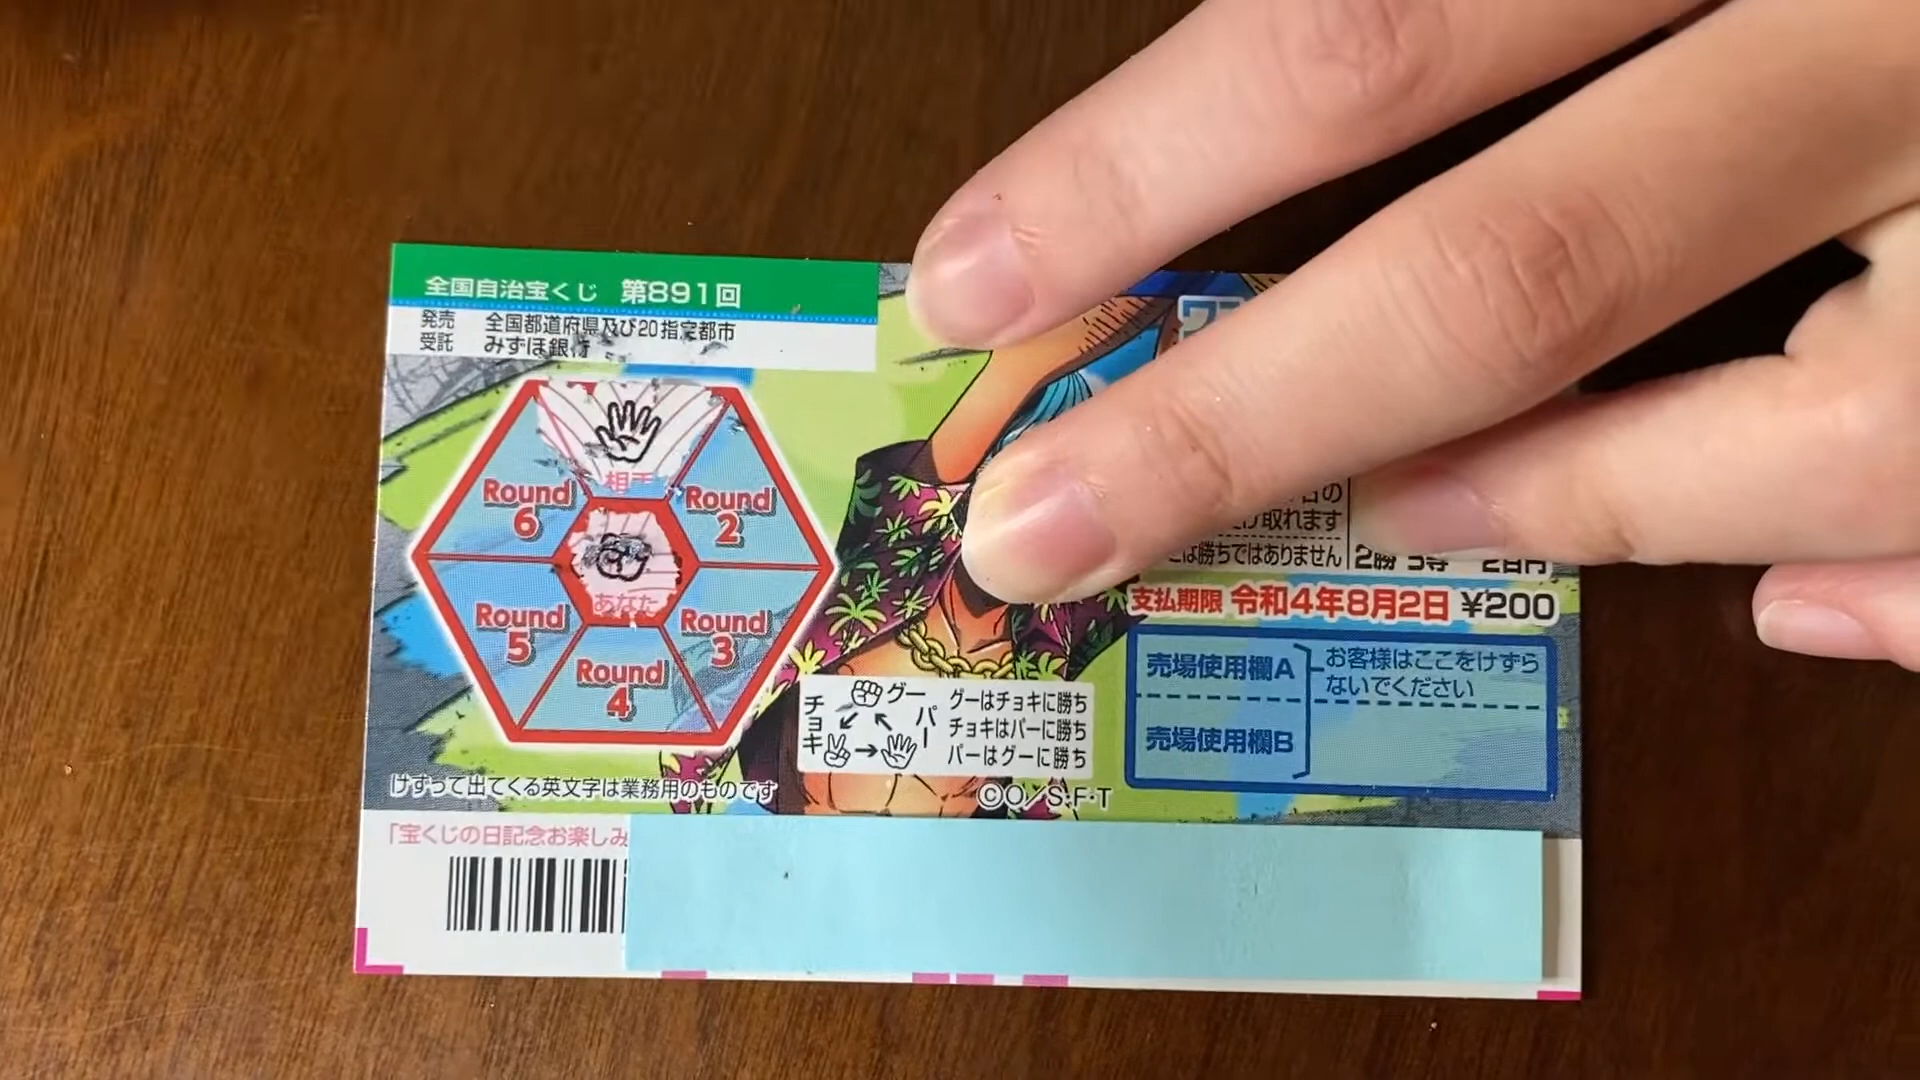 全国自治宝くじ 第891回
発売 全国都道府県及び20指定都市
受託 みずほ銀行
相手
Round
6
Round
2
あなた
Round
5
Round
3
Round
4
日の
け取れます
は勝ちではありません
2勝 5等 2百円
支払期限 令和4年8月2日 ¥200
売場使用欄A
お客様はここをけずら
ないでください
売場使用欄B
グー
チョキ
パー
グーはチョキに勝ち
チョキはパーに勝ち
パーはグーに勝ち
けずって出てくる英文字は業務用のものです
©O/S・F・T
「宝くじの日記念お楽しみ